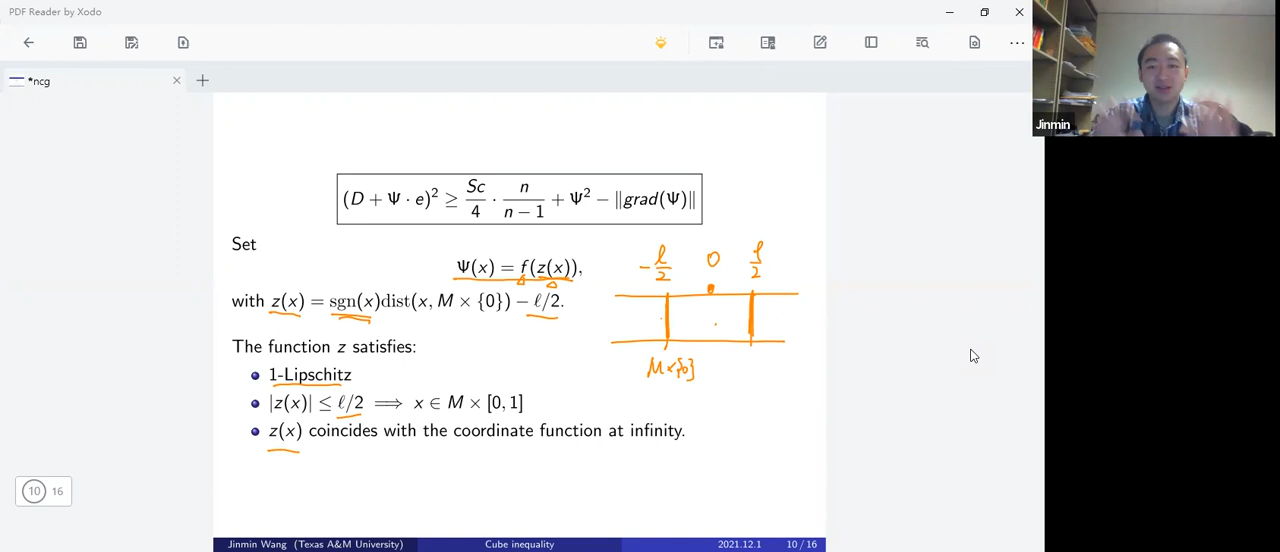 PDF Reader by Xodo
*ncg
(D + Ψ · e)² ≥ Sc/4 · n/(n − 1) + Ψ² − ‖grad(Ψ)‖
Set
Ψ(x) = f(z(x)),
with z(x) = sgn(x)dist(x, M × {0}) − ℓ/2.
The function z satisfies:
1-Lipschitz
|z(x)| ≤ ℓ/2 ⟹ x ∈ M × [0, 1]
z(x) coincides with the coordinate function at infinity.
-ℓ/2 0 ℓ/2
M×{0}
Jinmin
10 16
Jinmin Wang (Texas A&M University) Cube inequality 2021.12.1 10 / 16